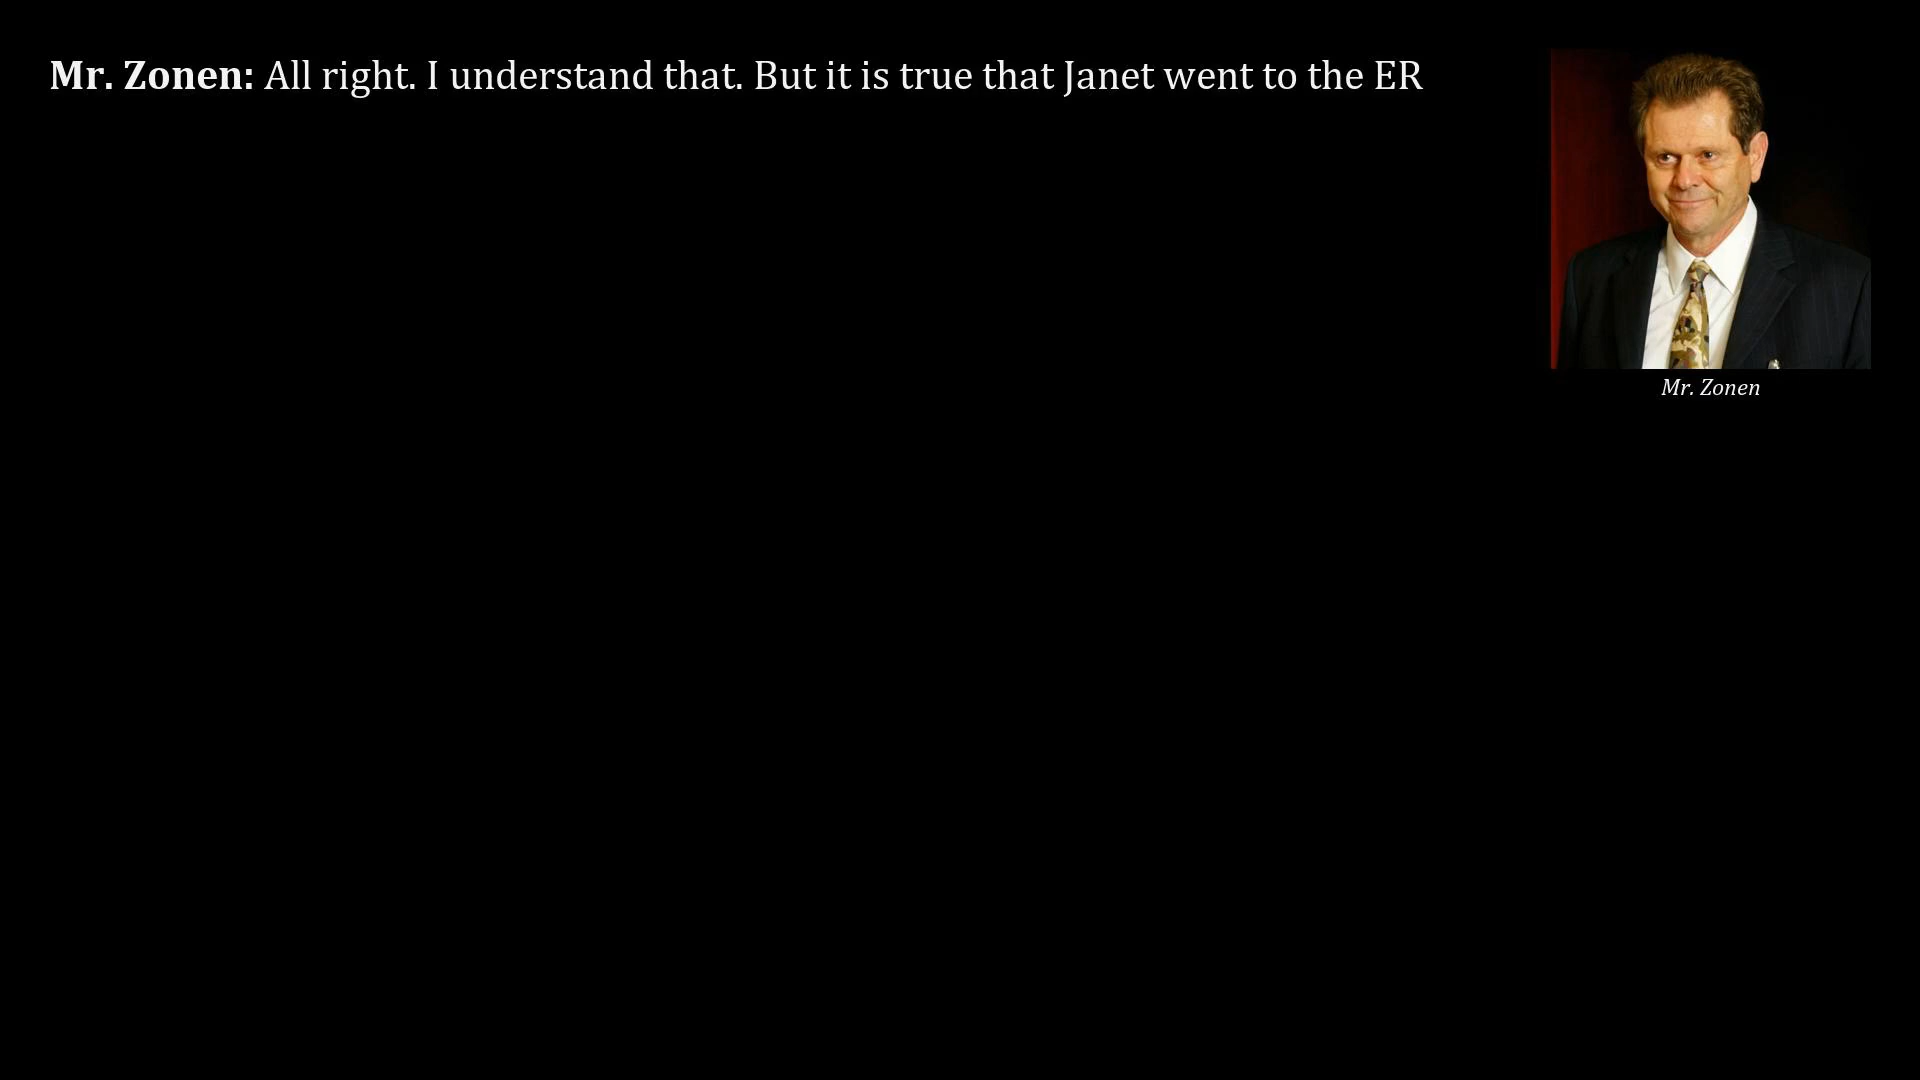 Mr. Zonen: All right. I understand that. But it is true that Janet went to the ER
Mr. Zonen